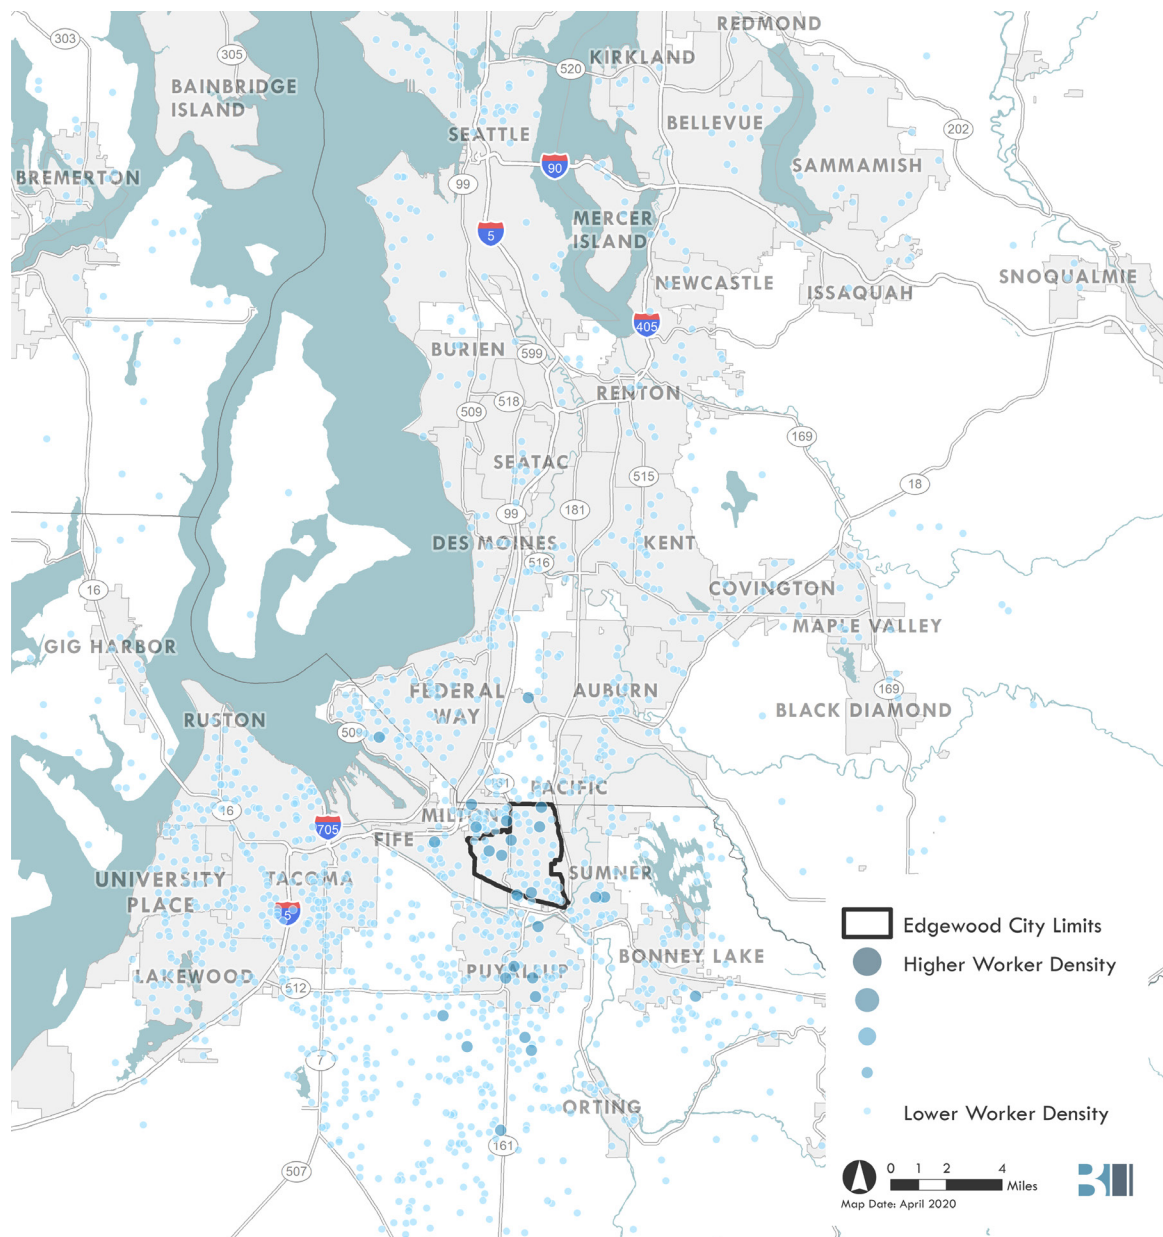 REDMOND
303
305
KIRKLAND
520
BAINBRIDGE
ISLAND
BELLEVUE
SEATTLE
202
90
SAMMAMISH
BREMERTON
99
MERCER
ISLAND
5
SNOQUALMIE
NEWCASTLE
ISSAQUAH
405
BURIEN
599
RENTON
518
509
169
SEATAC
515
18
99
181
DES MOINES
KENT
516
16
COVINGTON
MAPLE VALLEY
GIG HARBOR
FEDERAL
WAY
AUBURN
169
BLACK DIAMOND
RUSTON
509
PACIFIC
16
MILTON
705
FIFE
SUMNER
UNIVERSITY
PLACE
TACOMA
5
Edgewood City Limits
BONNEY LAKE
Higher Worker Density
LAKEWOOD
PUYALLUP
512
7
ORTING
Lower Worker Density
161
507
0 1 2 4
Miles
Map Date: April 2020